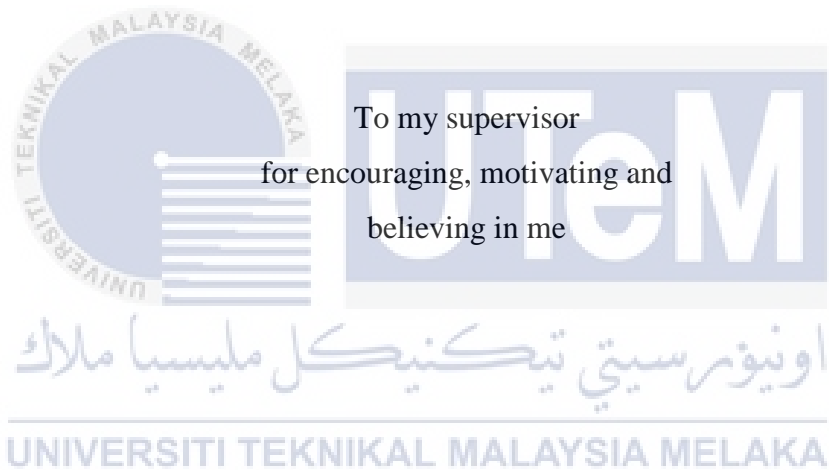 UNIVERSITI TEKNIKAL MALAYSIA MELAKA
UTeM
To my supervisor
for encouraging, motivating and
believing in me
اونيۏرسيتي تيكنيكل مليسيا ملاك
UNIVERSITI TEKNIKAL MALAYSIA MELAKA